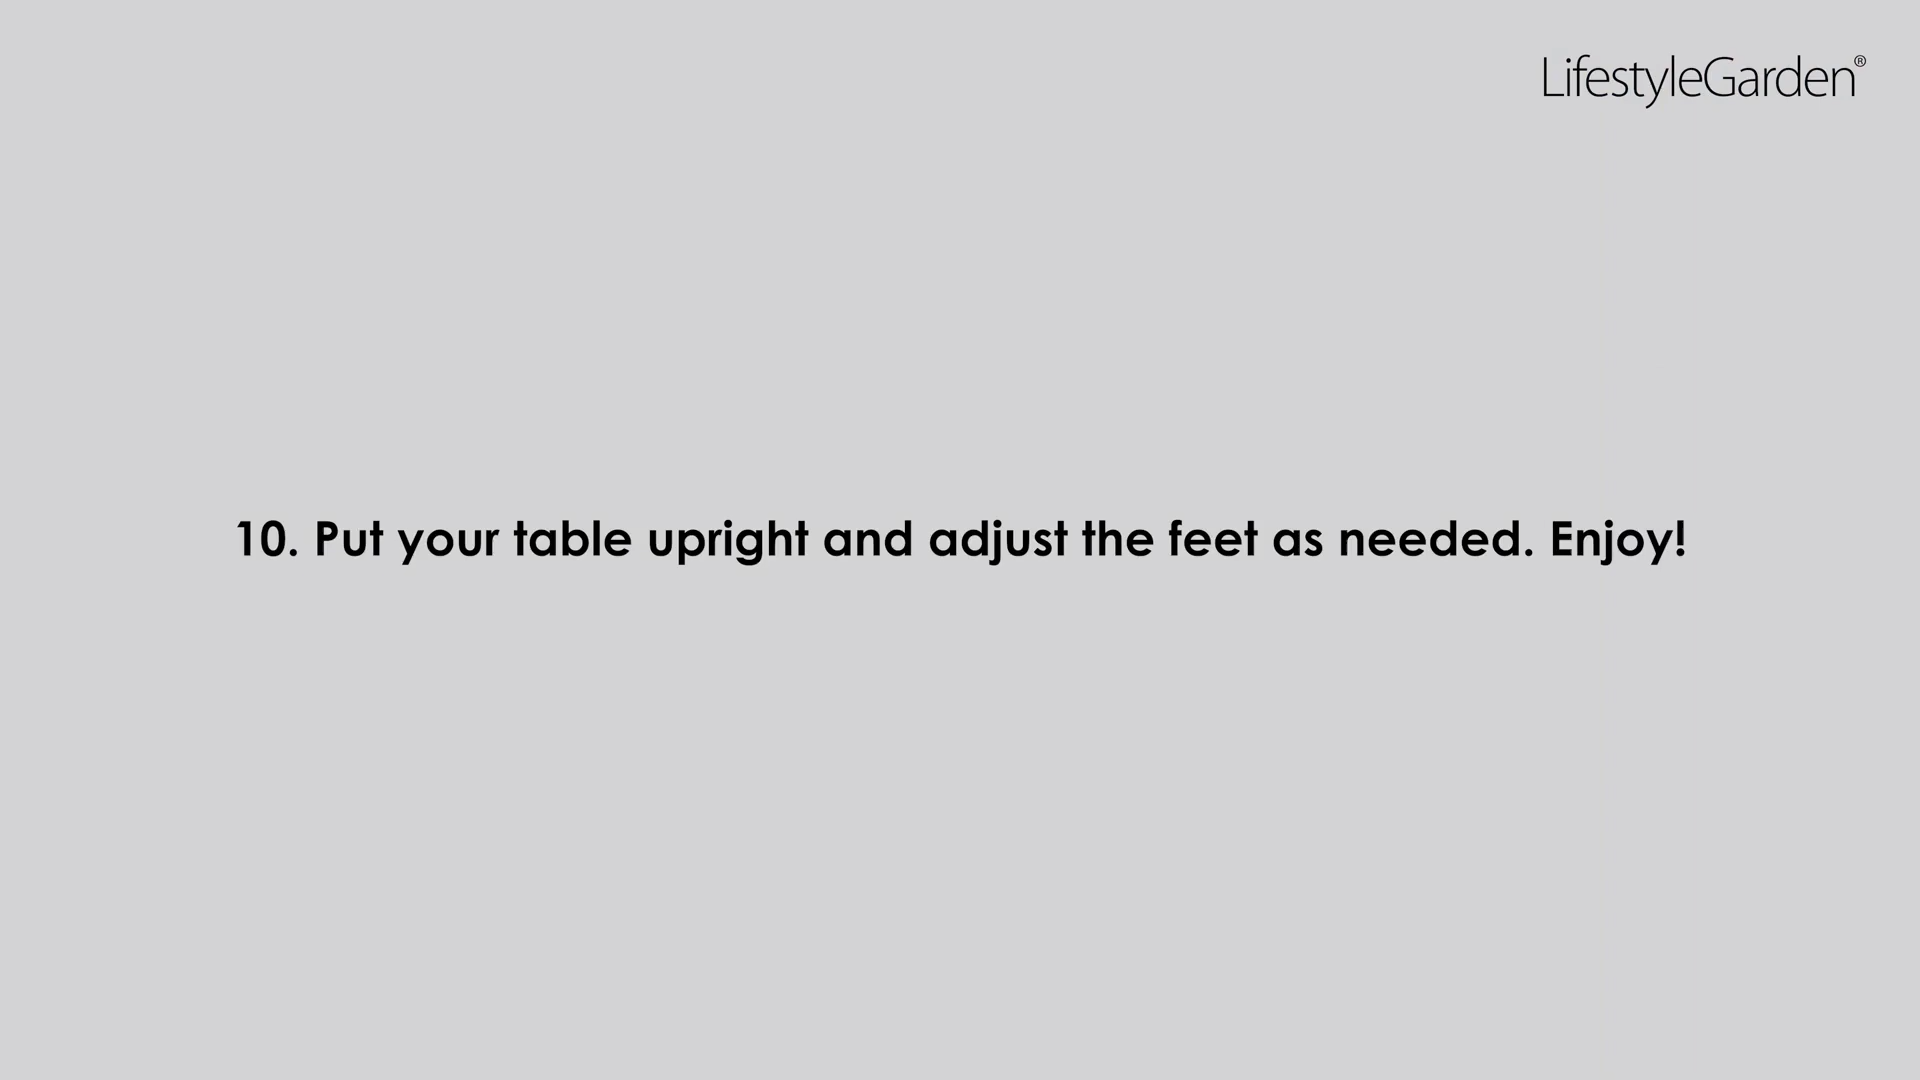 LifestyleGarden®
10. Put your table upright and adjust the feet as needed. Enjoy!